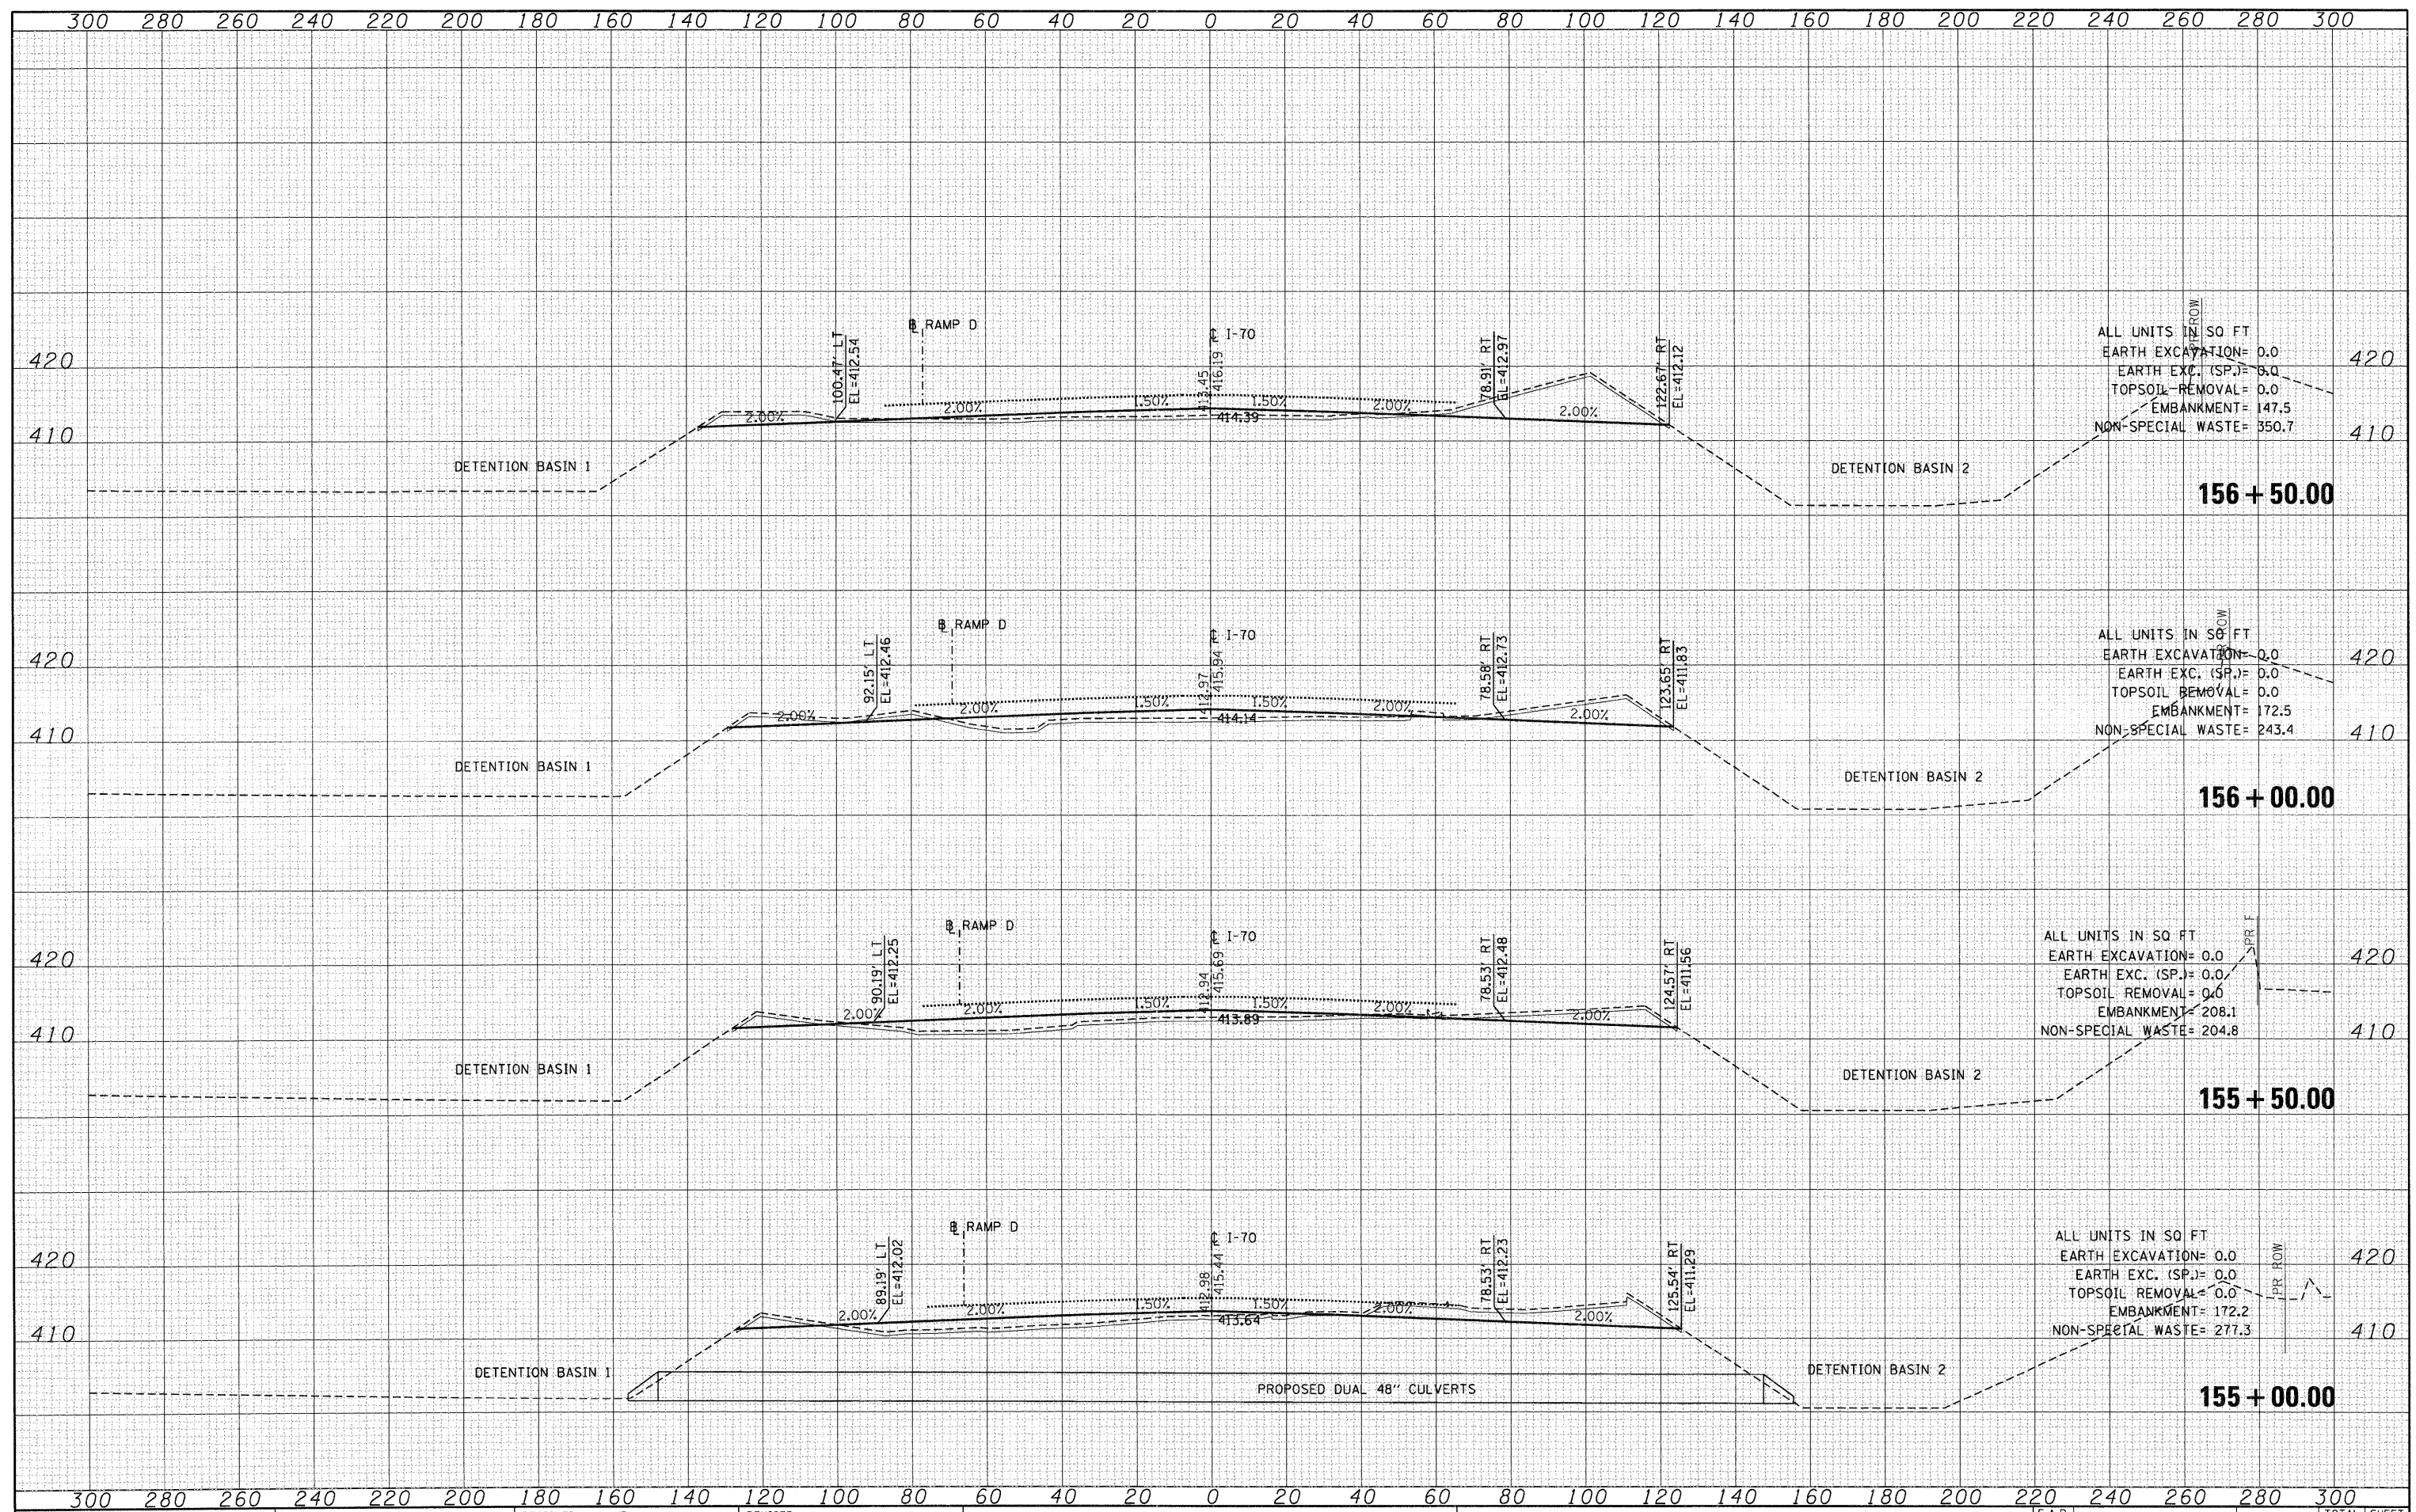 300 280 260 240 220 200 180 160 140 120 100 80 60 40 20 0 20 40 60 80 100 120 140 160 180 200 220 240 260 280 300
PR ROW
ALL UNITS IN SQ FT
EARTH EXCAVATION= 0.0
EARTH EXC. (SP.)= 0.0
TOPSOIL REMOVAL= 0.0
EMBANKMENT= 147.5
NON-SPECIAL WASTE= 350.7
420 420
410 410
℄ RAMP D
℄ I-70
100.47' LT
EL=412.54
413.45
416.19
78.91' RT
EL=412.97
122.67' RT
EL=412.12
2.00% 2.00% 1.50% 1.50% 2.00% 2.00%
414.39
DETENTION BASIN 1
DETENTION BASIN 2
156 + 50.00
PR ROW
ALL UNITS IN SQ FT
EARTH EXCAVATION= 0.0
EARTH EXC. (SP.)= 0.0
TOPSOIL REMOVAL= 0.0
EMBANKMENT= 172.5
NON-SPECIAL WASTE= 243.4
420 420
410 410
℄ RAMP D
℄ I-70
92.15' LT
EL=412.46
412.97
415.94
78.58' RT
EL=412.73
123.65' RT
EL=411.83
2.00% 2.00% 1.50% 1.50% 2.00% 2.00%
414.14
DETENTION BASIN 1
DETENTION BASIN 2
156 + 00.00
PR F
ALL UNITS IN SQ FT
EARTH EXCAVATION= 0.0
EARTH EXC. (SP.)= 0.0
TOPSOIL REMOVAL= 0.0
EMBANKMENT= 208.1
NON-SPECIAL WASTE= 204.8
420 420
410 410
℄ RAMP D
℄ I-70
90.19' LT
EL=412.25
412.94
415.69
78.53' RT
EL=412.48
124.57' RT
EL=411.56
2.00% 2.00% 1.50% 1.50% 2.00% 2.00%
413.89
DETENTION BASIN 1
DETENTION BASIN 2
155 + 50.00
PR ROW
ALL UNITS IN SQ FT
EARTH EXCAVATION= 0.0
EARTH EXC. (SP.)= 0.0
TOPSOIL REMOVAL= 0.0
EMBANKMENT= 172.2
NON-SPECIAL WASTE= 277.3
420 420
410 410
℄ RAMP D
℄ I-70
89.19' LT
EL=412.02
412.98
415.44
78.53' RT
EL=412.23
125.54' RT
EL=411.29
2.00% 2.00% 1.50% 1.50% 2.00% 2.00%
413.64
DETENTION BASIN 1
DETENTION BASIN 2
PROPOSED DUAL 48" CULVERTS
155 + 00.00
300 280 260 240 220 200 180 160 140 120 100 80 60 40 20 0 20 40 60 80 100 120 140 160 180 200 220 240 260 280 300